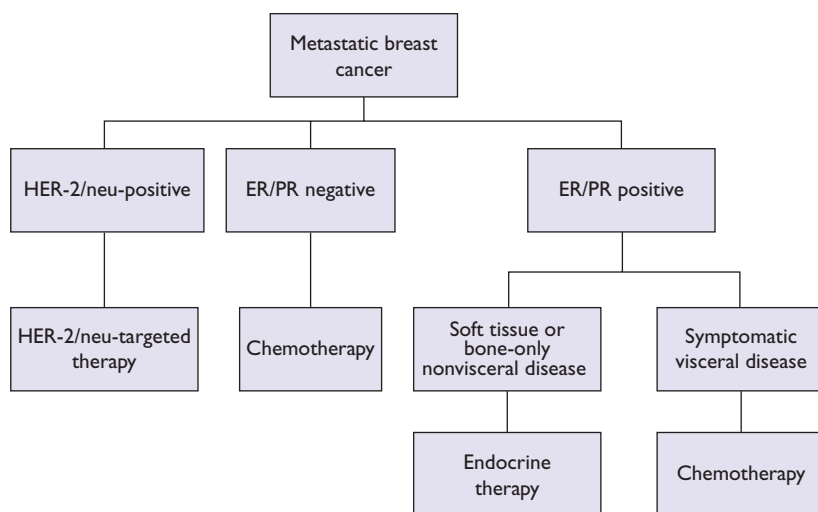 Metastatic breast
cancer
HER-2/neu-positive
ER/PR negative
ER/PR positive
HER-2/neu-targeted
therapy
Chemotherapy
Soft tissue or
bone-only
nonvisceral disease
Symptomatic
visceral disease
Endocrine
therapy
Chemotherapy